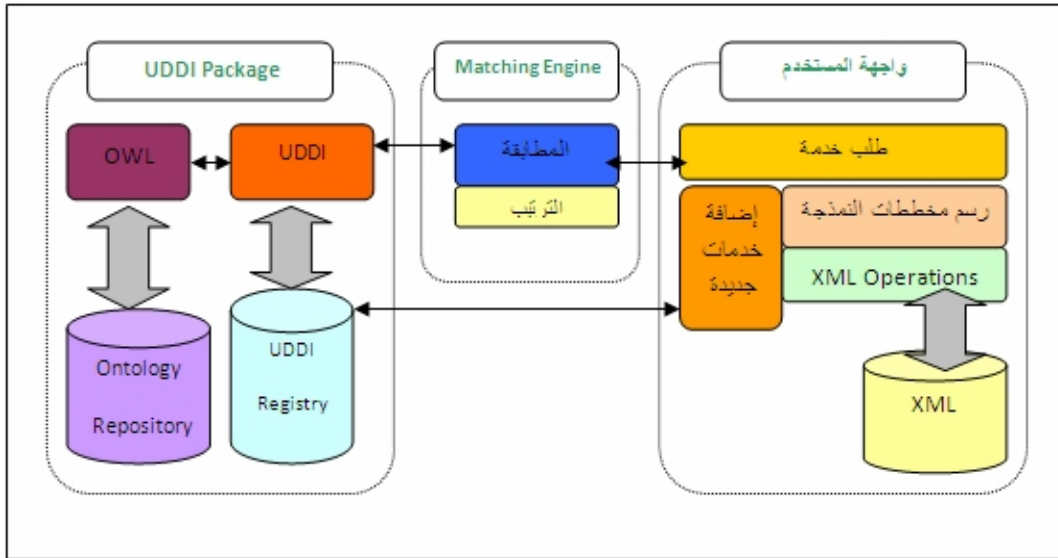 UDDI Package
Matching Engine
واجهة المستخدم
OWL
UDDI
المطابقة
الترتيب
طلب خدمة
إضافة
خدمات
جديدة
رسم مخططات النمذجة
XML Operations
Ontology
Repository
UDDI
Registry
XML